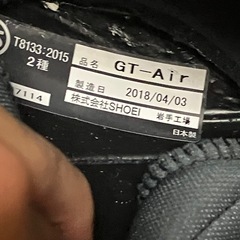 T8133:2015
2種
品名 GT-Air
製造日 2018/04/03
株式会社SHOEI 岩手工場
7114
日本製